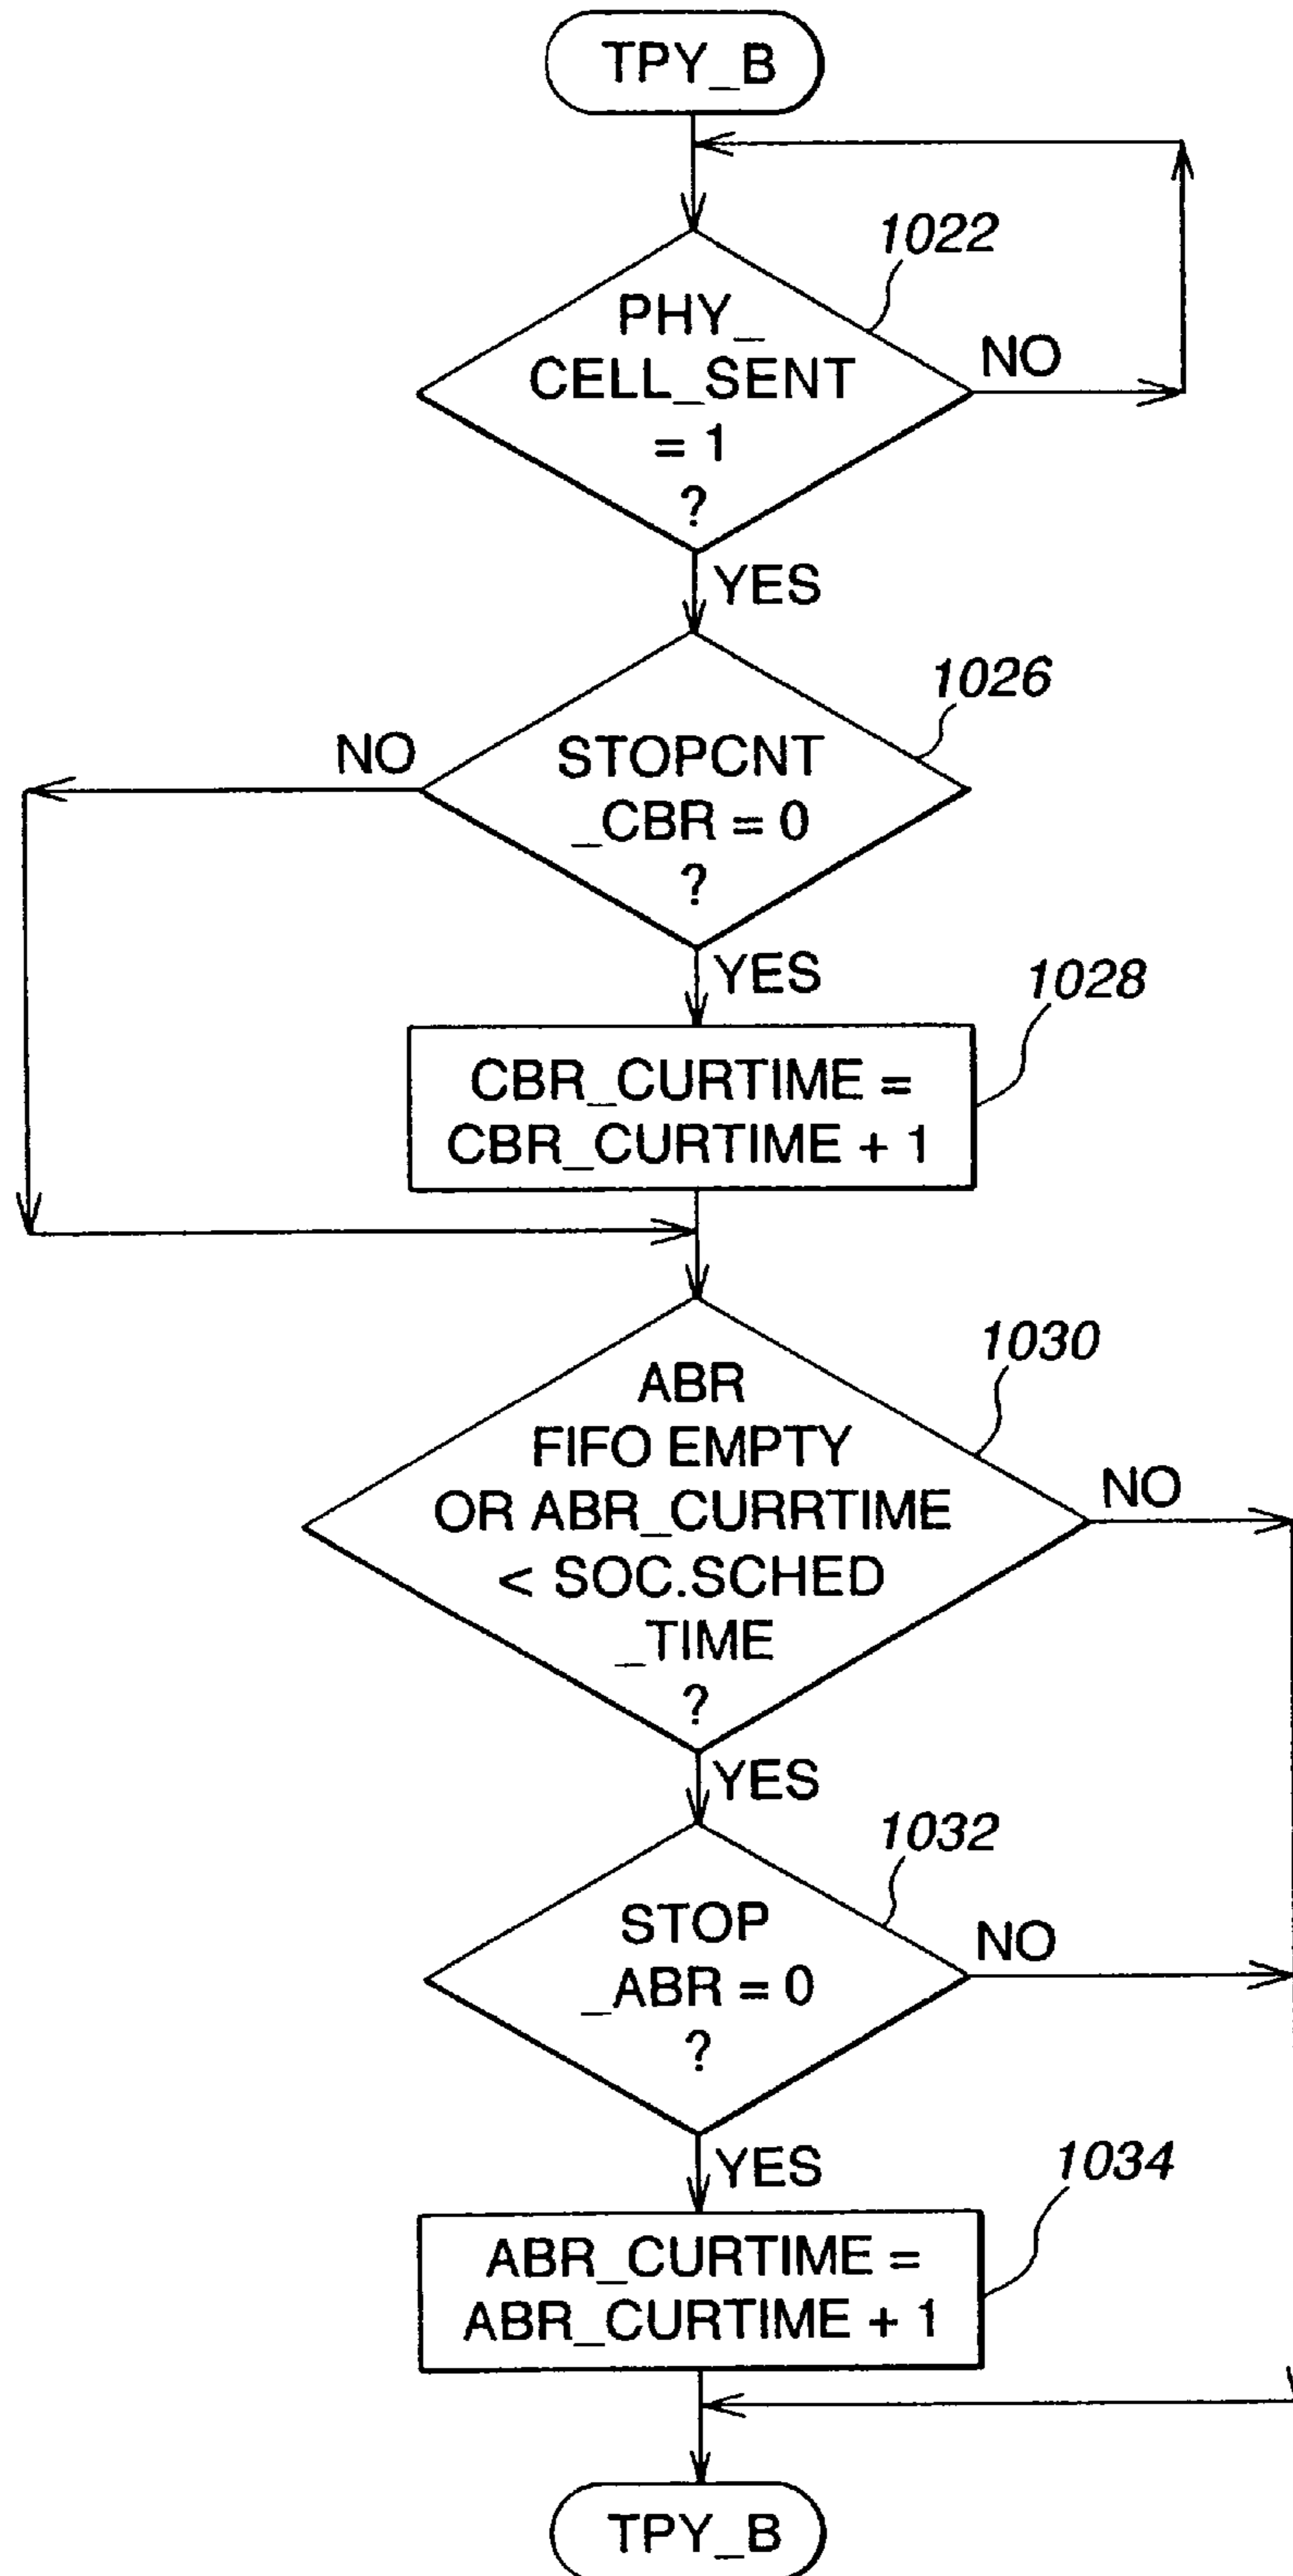 TPY_B
1022
PHY_
CELL_SENT
= 1
?
NO
YES
1026
STOPCNT
_CBR = 0
?
NO
YES
1028
CBR_CURTIME =
CBR_CURTIME + 1
1030
ABR
FIFO EMPTY
OR ABR_CURRTIME
< SOC.SCHED
_TIME
?
NO
YES
1032
STOP
_ABR = 0
?
NO
YES
1034
ABR_CURTIME =
ABR_CURTIME + 1
TPY_B